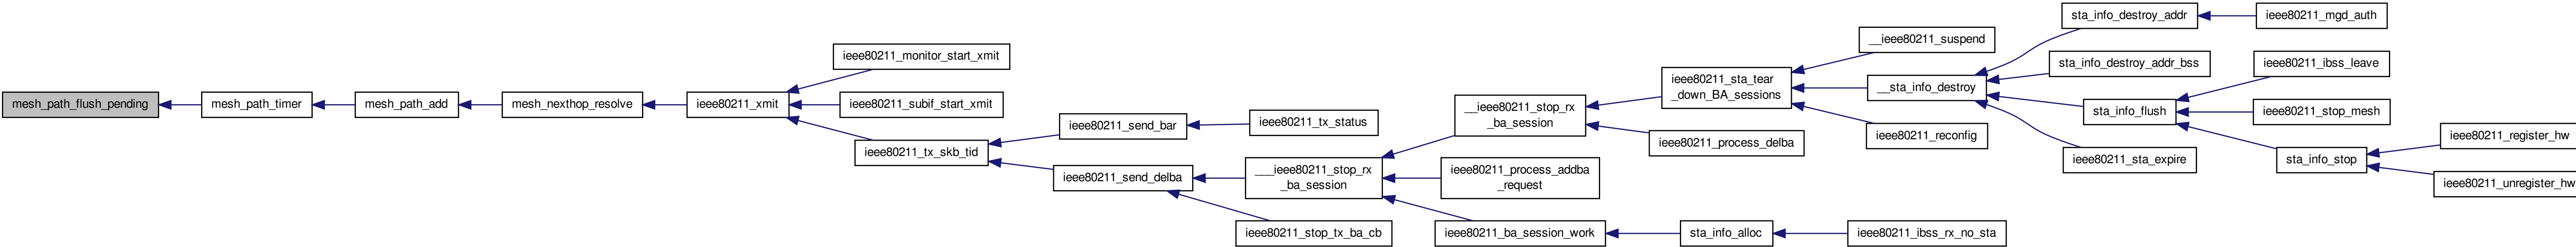 mesh_path_flush_pending
mesh_path_timer
mesh_path_add
mesh_nexthop_resolve
ieee80211_xmit
ieee80211_monitor_start_xmit
ieee80211_subif_start_xmit
ieee80211_tx_skb_tid
ieee80211_send_bar
ieee80211_tx_status
ieee80211_send_delba
___ieee80211_stop_rx
_ba_session
ieee80211_stop_tx_ba_cb
__ieee80211_stop_rx
_ba_session
ieee80211_process_addba
_request
ieee80211_ba_session_work
ieee80211_sta_tear
_down_BA_sessions
ieee80211_process_delba
sta_info_alloc
ieee80211_ibss_rx_no_sta
__ieee80211_suspend
__sta_info_destroy
ieee80211_reconfig
sta_info_destroy_addr
ieee80211_mgd_auth
sta_info_destroy_addr_bss
sta_info_flush
ieee80211_sta_expire
ieee80211_ibss_leave
ieee80211_stop_mesh
sta_info_stop
ieee80211_register_hw
ieee80211_unregister_hw